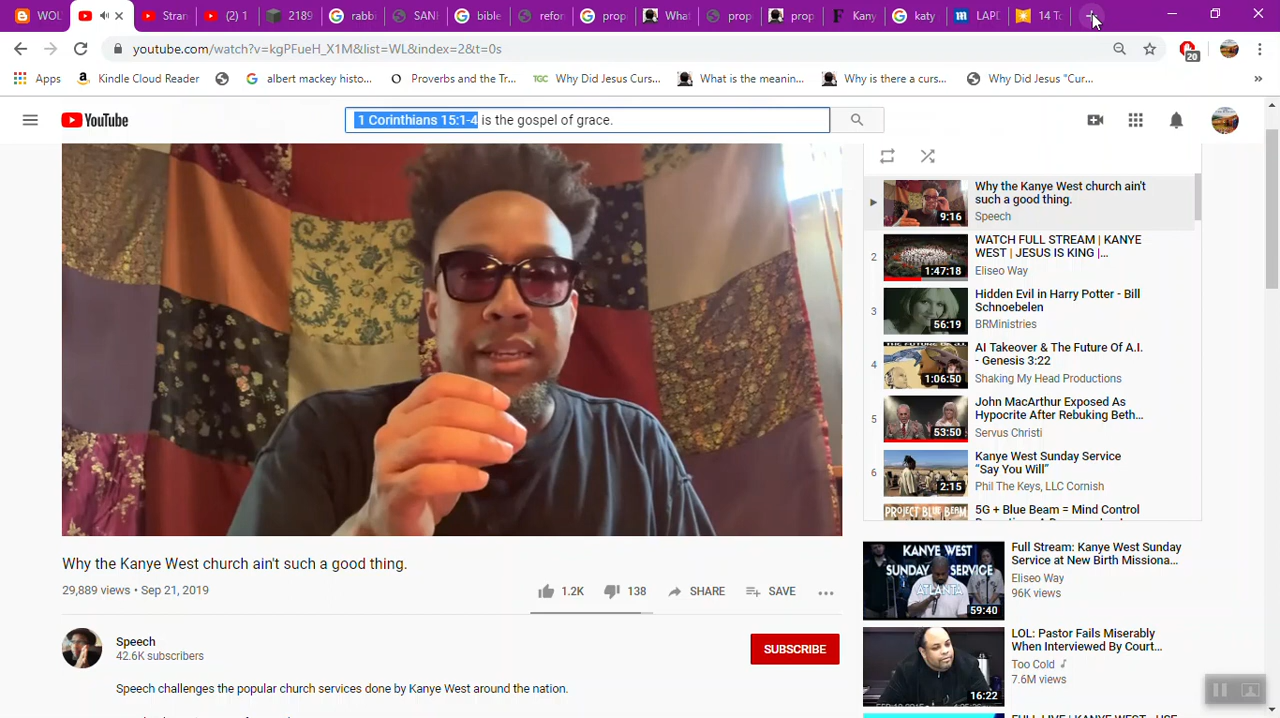 WOL
Stran
(1) 1
2189
rabb
SAN
bible
refor
prop
Wha
prop
prop
Kany
katy
LAPD
14 To
youtube.com/watch?v=kgPFueH_X1M&list=WL&index=2&t=0s
20
Apps
Kindle Cloud Reader
albert mackey histo...
Proverbs and the Tr...
TGC Why Did Jesus Curs...
What is the meanin...
Why is there a curs...
Why Did Jesus "Cur...
»
YouTube
1 Corinthians 15:1-4 is the gospel of grace.
Why the Kanye West church ain't
such a good thing.
Speech
9:16
2
WATCH FULL STREAM | KANYE
WEST | JESUS IS KING |...
Eliseo Way
1:47:18
3
Hidden Evil in Harry Potter - Bill
Schnoebelen
BRMinistries
56:19
4
AI Takeover & The Future Of A.I.
- Genesis 3:22
Shaking My Head Productions
1:06:50
5
John MacArthur Exposed As
Hypocrite After Rebuking Beth...
Servus Christi
53:50
6
Kanye West Sunday Service
“Say You Will”
Phil The Keys, LLC Cornish
2:15
PROJECT BLUE BEAM
5G + Blue Beam = Mind Control
Why the Kanye West church ain't such a good thing.
29,889 views • Sep 21, 2019
1.2K
138
SHARE
SAVE
Speech
42.6K subscribers
SUBSCRIBE
Speech challenges the popular church services done by Kanye West around the nation.
KANYE WEST
SUNDAY SERVICE
ATLANTA
59:40
Full Stream: Kanye West Sunday
Service at New Birth Missiona...
Eliseo Way
96K views
LOL: Pastor Fails Miserably
When Interviewed By Court...
Too Cold
7.6M views
16:22